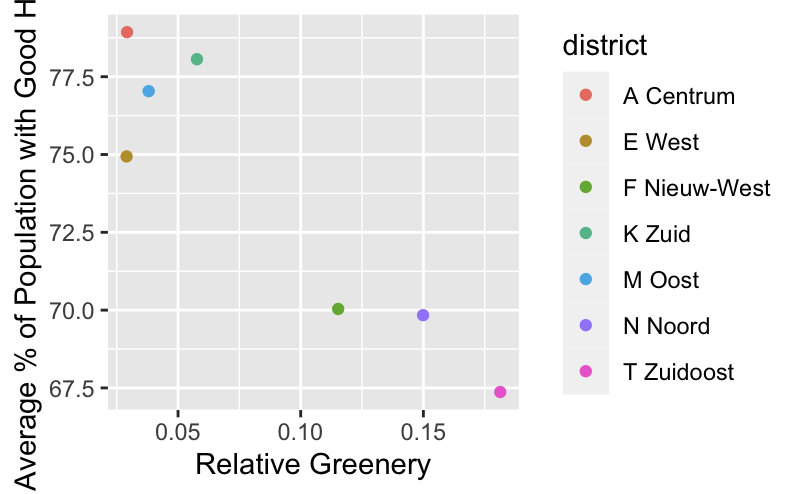 Average % of Population with Good H
77.5
75.0
72.5
70.0
67.5
0.05
0.10
0.15
Relative Greenery
district
A Centrum
E West
F Nieuw-West
K Zuid
M Oost
N Noord
T Zuidoost